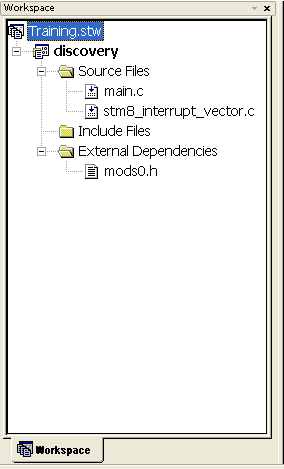 Workspace
Training.stw
discovery
Source Files
main.c
stm8_interrupt_vector.c
Include Files
External Dependencies
mods0.h
Workspace